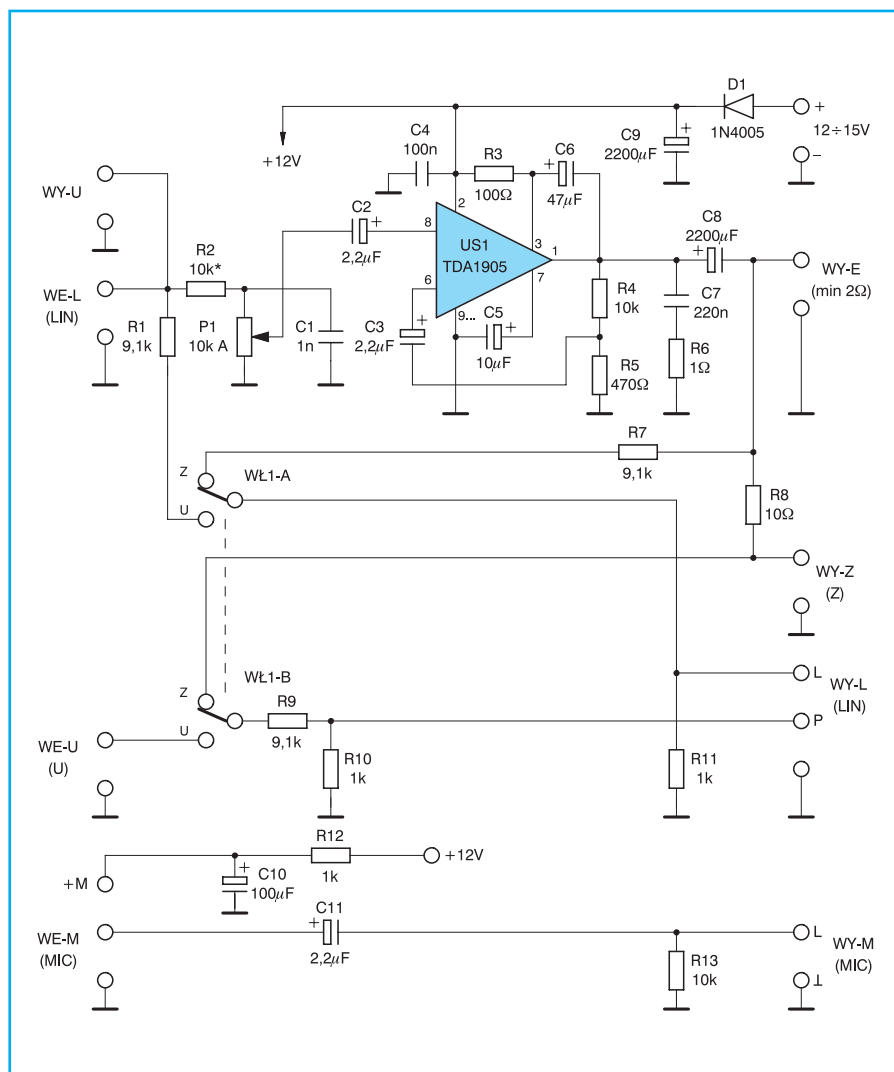 D1
1N4005
+
12÷15V
–
C4
100n
R3
100Ω
C6
+
47µF
C9
+
2200µF
+12V
WY-U
C2
+
2,2µF
8
2
US1
TDA1905
3
1
7
6
9...
C8
+
2200µF
WY-E
(min 2Ω)
R2
10k*
WE-L
(LIN)
R1
9,1k
P1
10k A
C1
1n
C3
+
2,2µF
C5
+
10µF
R4
10k
R5
470Ω
C7
220n
R6
1Ω
R7
9,1k
Z
WŁ1-A
U
R8
10Ω
WY-Z
(Z)
Z
WŁ1-B
U
R9
9,1k
L
WY-L
(LIN)
P
WE-U
(U)
R10
1k
R11
1k
R12
1k
+12V
+M
C10
+
100µF
C11
+
2,2µF
WE-M
(MIC)
R13
10k
L
WY-M
(MIC)
⊥